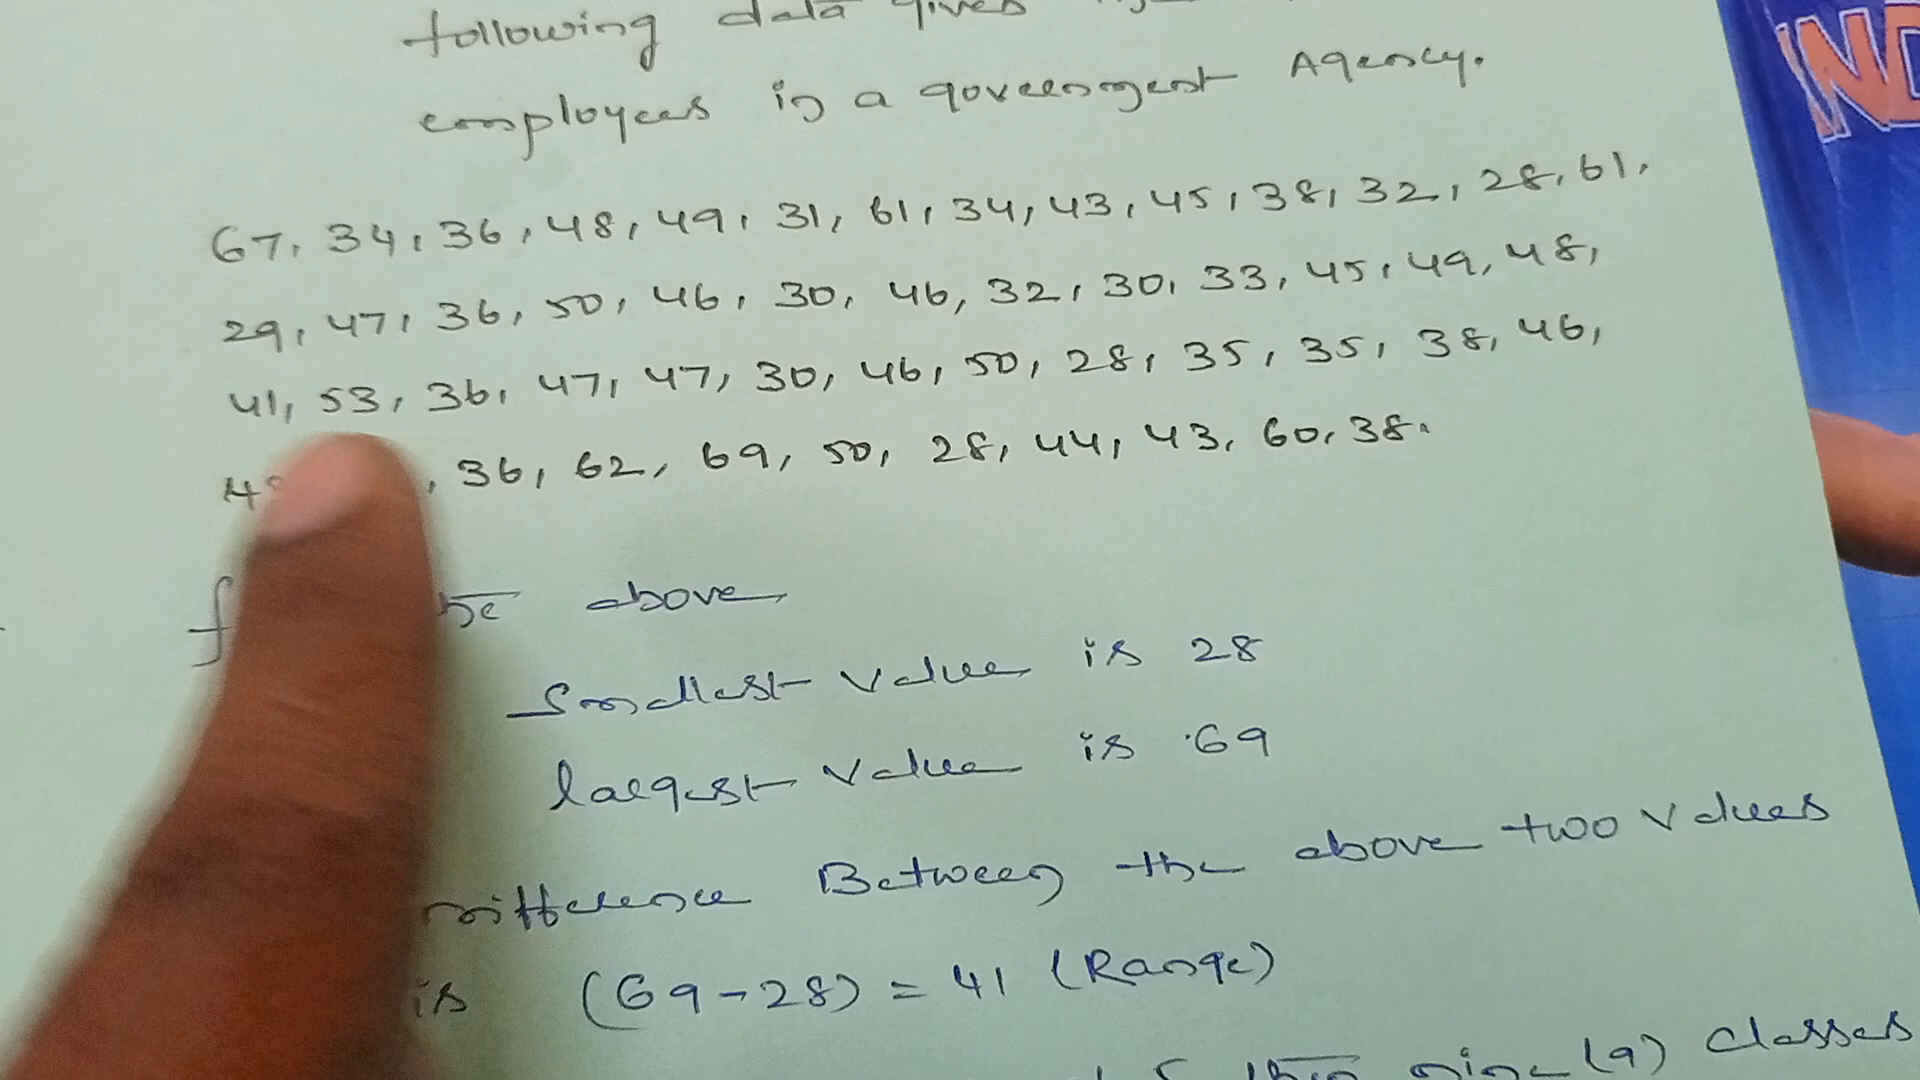 following data gives
employees in a government Agency.
67, 34, 36, 48, 49, 31, 61, 34, 43, 45, 38, 32, 28, 61,
29, 47, 36, 50, 46, 30, 46, 32, 30, 33, 45, 49, 48,
41, 53, 36, 47, 47, 30, 46, 50, 28, 35, 35, 38, 46,
, 36, 62, 69, 50, 28, 44, 43, 60, 38.
above,
Smallest value is 28
largest value is 69
difference Between the above two values
is (69-28) = 41 (Range)
nine (9) classes
IND